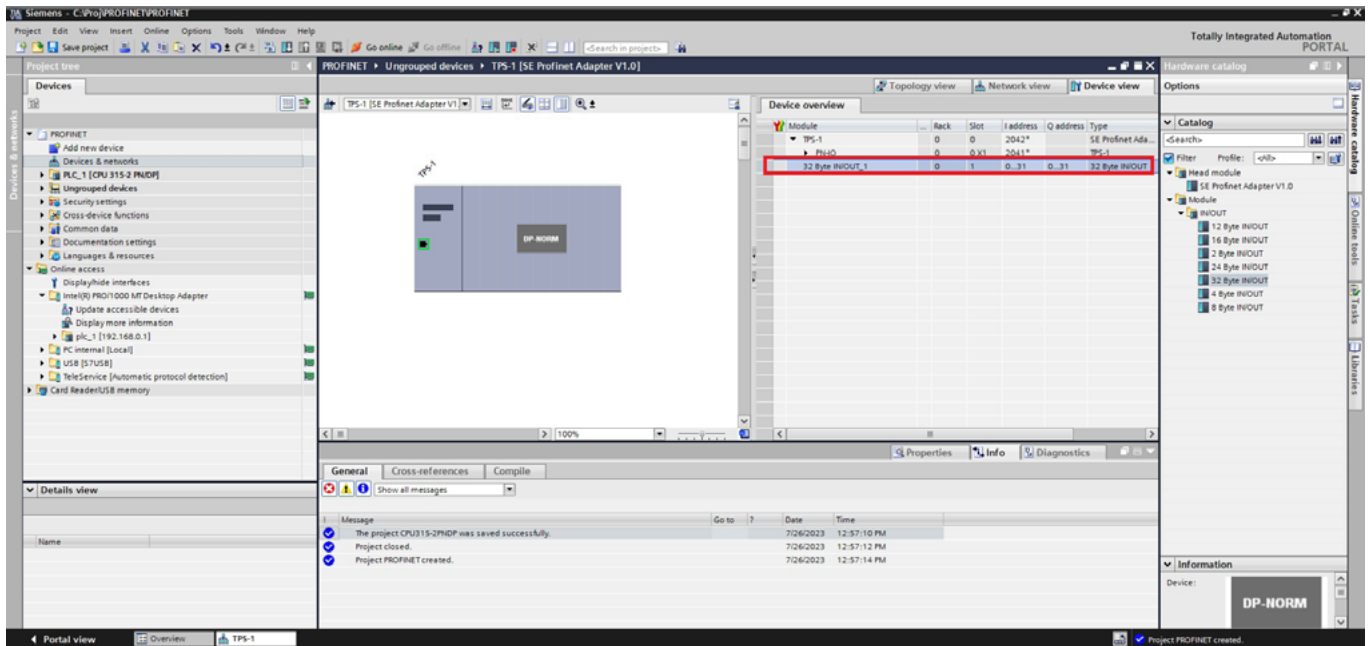 Siemens - C:\Proj\PROFINET\PROFINET
Project Edit View Insert Online Options Tools Window Help
Totally Integrated Automation
PORTAL
Save project Go online Go offline <Search in project>
Project tree
PROFINET ▸ Ungrouped devices ▸ TPS-1 [SE Profinet Adapter V1.0]
Hardware catalog
Devices
Topology view Network view Device view
Options
TPS-1 [SE Profinet Adapter V1]
Device overview
Catalog
<Search>
Filter Profile: <All>
Head module
SE Profinet Adapter V1.0
Module
IN/OUT
12 Byte IN/OUT
16 Byte IN/OUT
2 Byte IN/OUT
24 Byte IN/OUT
32 Byte IN/OUT
4 Byte IN/OUT
8 Byte IN/OUT
PROFINET
Add new device
Devices & networks
PLC_1 [CPU 315-2 PN/DP]
Ungrouped devices
Security settings
Cross-device functions
Common data
Documentation settings
Languages & resources
Online access
Display/hide interfaces
Intel(R) PRO/1000 MT Desktop Adapter
Update accessible devices
Display more information
plc_1 [192.168.0.1]
PC internal [Local]
USB [S7USB]
TeleService [Automatic protocol detection]
Card Reader/USB memory
TPS-1
DP-NORM
Module ... Rack Slot I address Q address Type
TPS-1 0 0 2042* SE Profinet Ada...
PN-IO 0 0 X1 2041* TPS-1
32 Byte IN/OUT_1 0 1 0...31 0...31 32 Byte IN/OUT
100%
Properties Info Diagnostics
General Cross-references Compile
Show all messages
! Message Go to ? Date Time
The project CPU315-2PNDP was saved successfully. 7/26/2023 12:57:10 PM
Project closed. 7/26/2023 12:57:12 PM
Project PROFINET created. 7/26/2023 12:57:14 PM
Details view
Name
Information
Device:
DP-NORM
Devices & networks
Hardware catalog
Online tools
Tasks
Libraries
Portal view Overview TPS-1
Project PROFINET created.